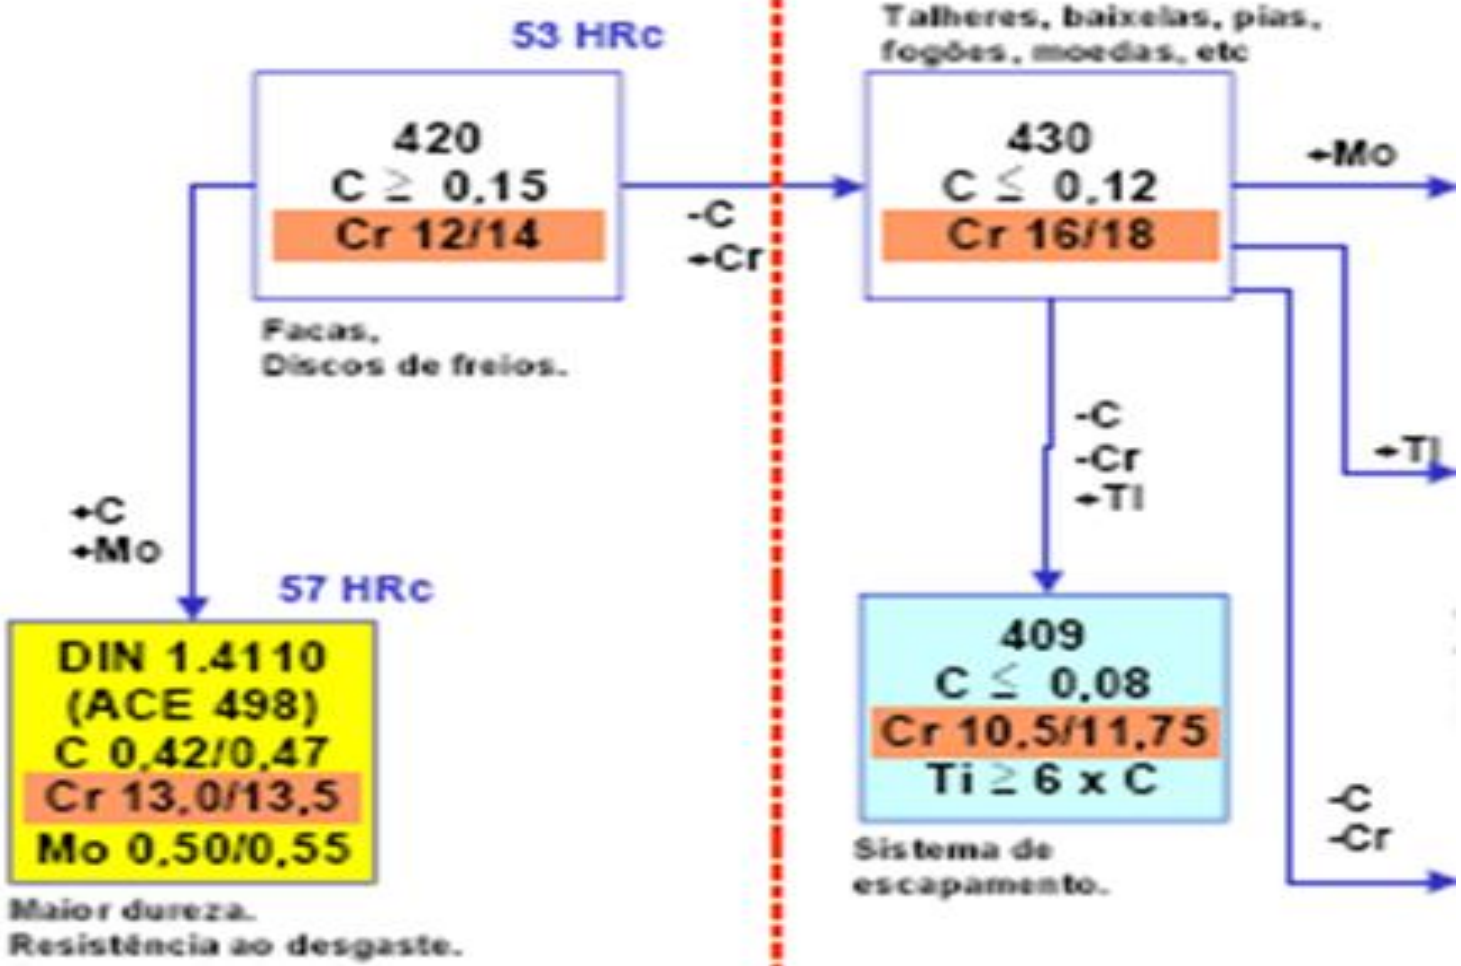 53 HRc
420
C ≥ 0,15
Cr 12/14
Facas,
Discos de freios.
-C
+Cr
+C
+Mo
57 HRc
DIN 1.4110
(ACE 498)
C 0,42/0,47
Cr 13,0/13,5
Mo 0,50/0,55
Maior dureza.
Resistência ao desgaste.
Talheres, baixelas, pias,
fogões, moedas, etc
430
C ≤ 0,12
Cr 16/18
+Mo
+Ti
-C
-Cr
+Ti
409
C ≤ 0,08
Cr 10,5/11,75
Ti ≥ 6 x C
Sistema de
escapamento.
-C
-Cr